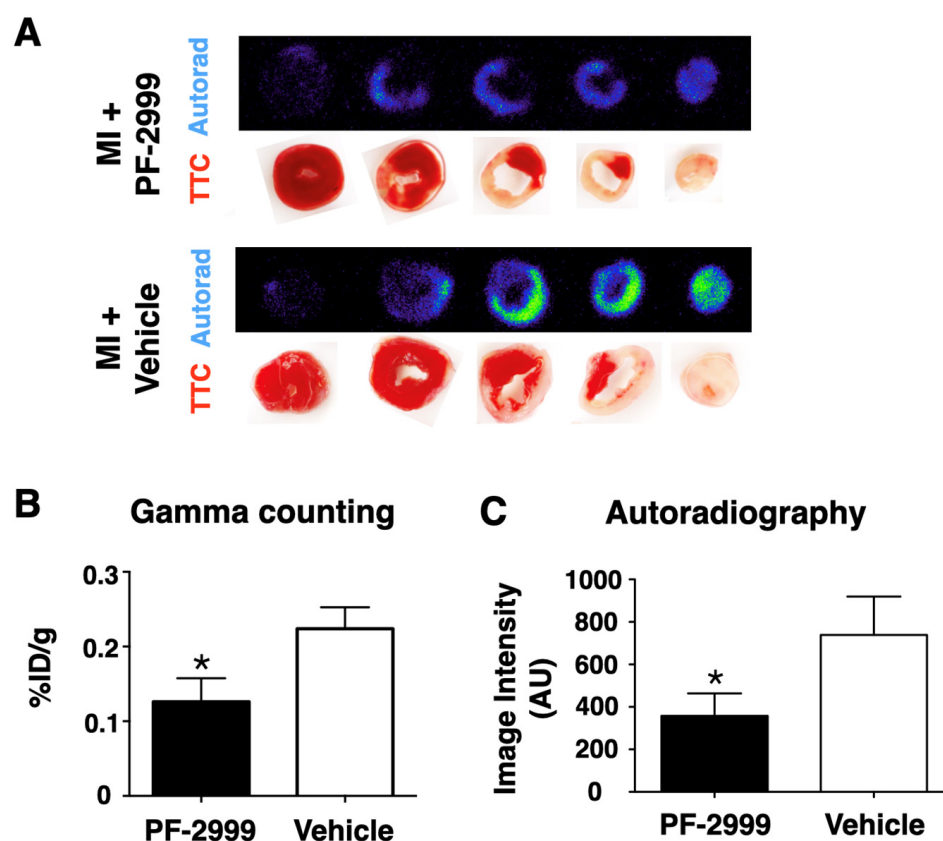 A
MI +
PF-2999
TTC Autorad
MI +
Vehicle
TTC Autorad
B Gamma counting
%ID/g
0.3
0.2
0.1
0
*
PF-2999 Vehicle
C Autoradiography
Image Intensity
(AU)
1000
800
600
400
200
0
*
PF-2999 Vehicle